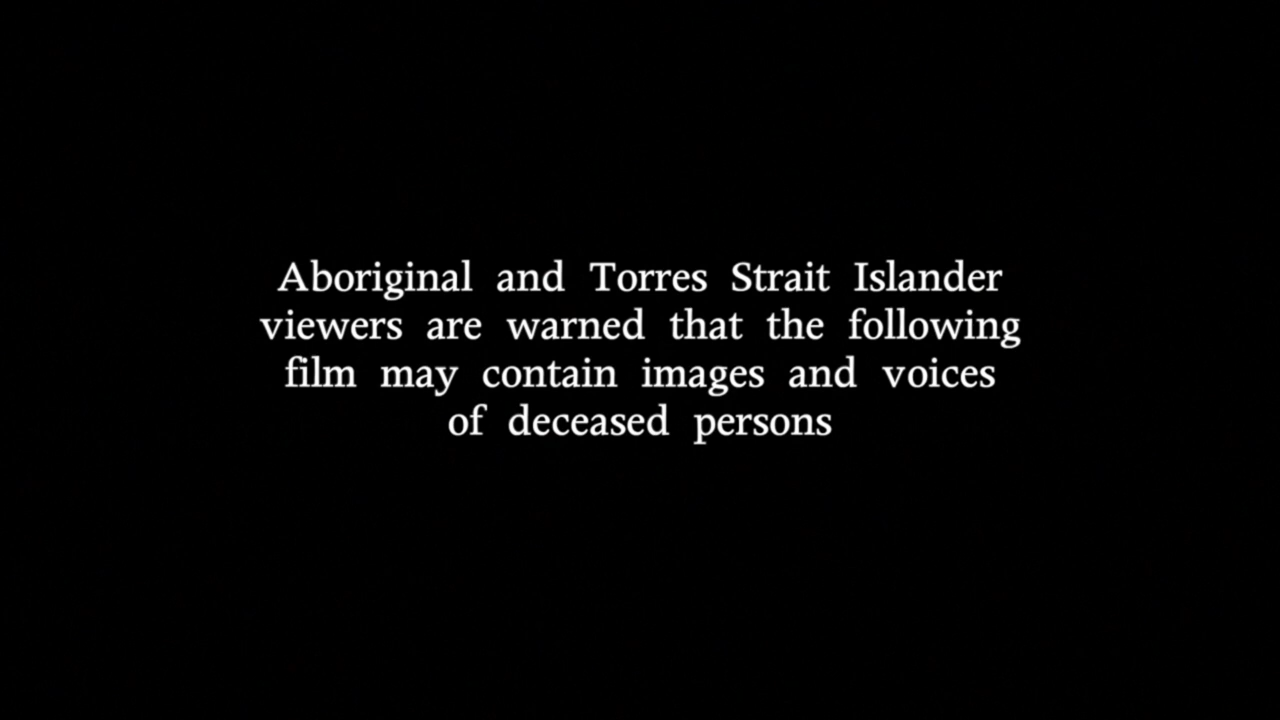 Aboriginal and Torres Strait Islander
viewers are warned that the following
film may contain images and voices
of deceased persons